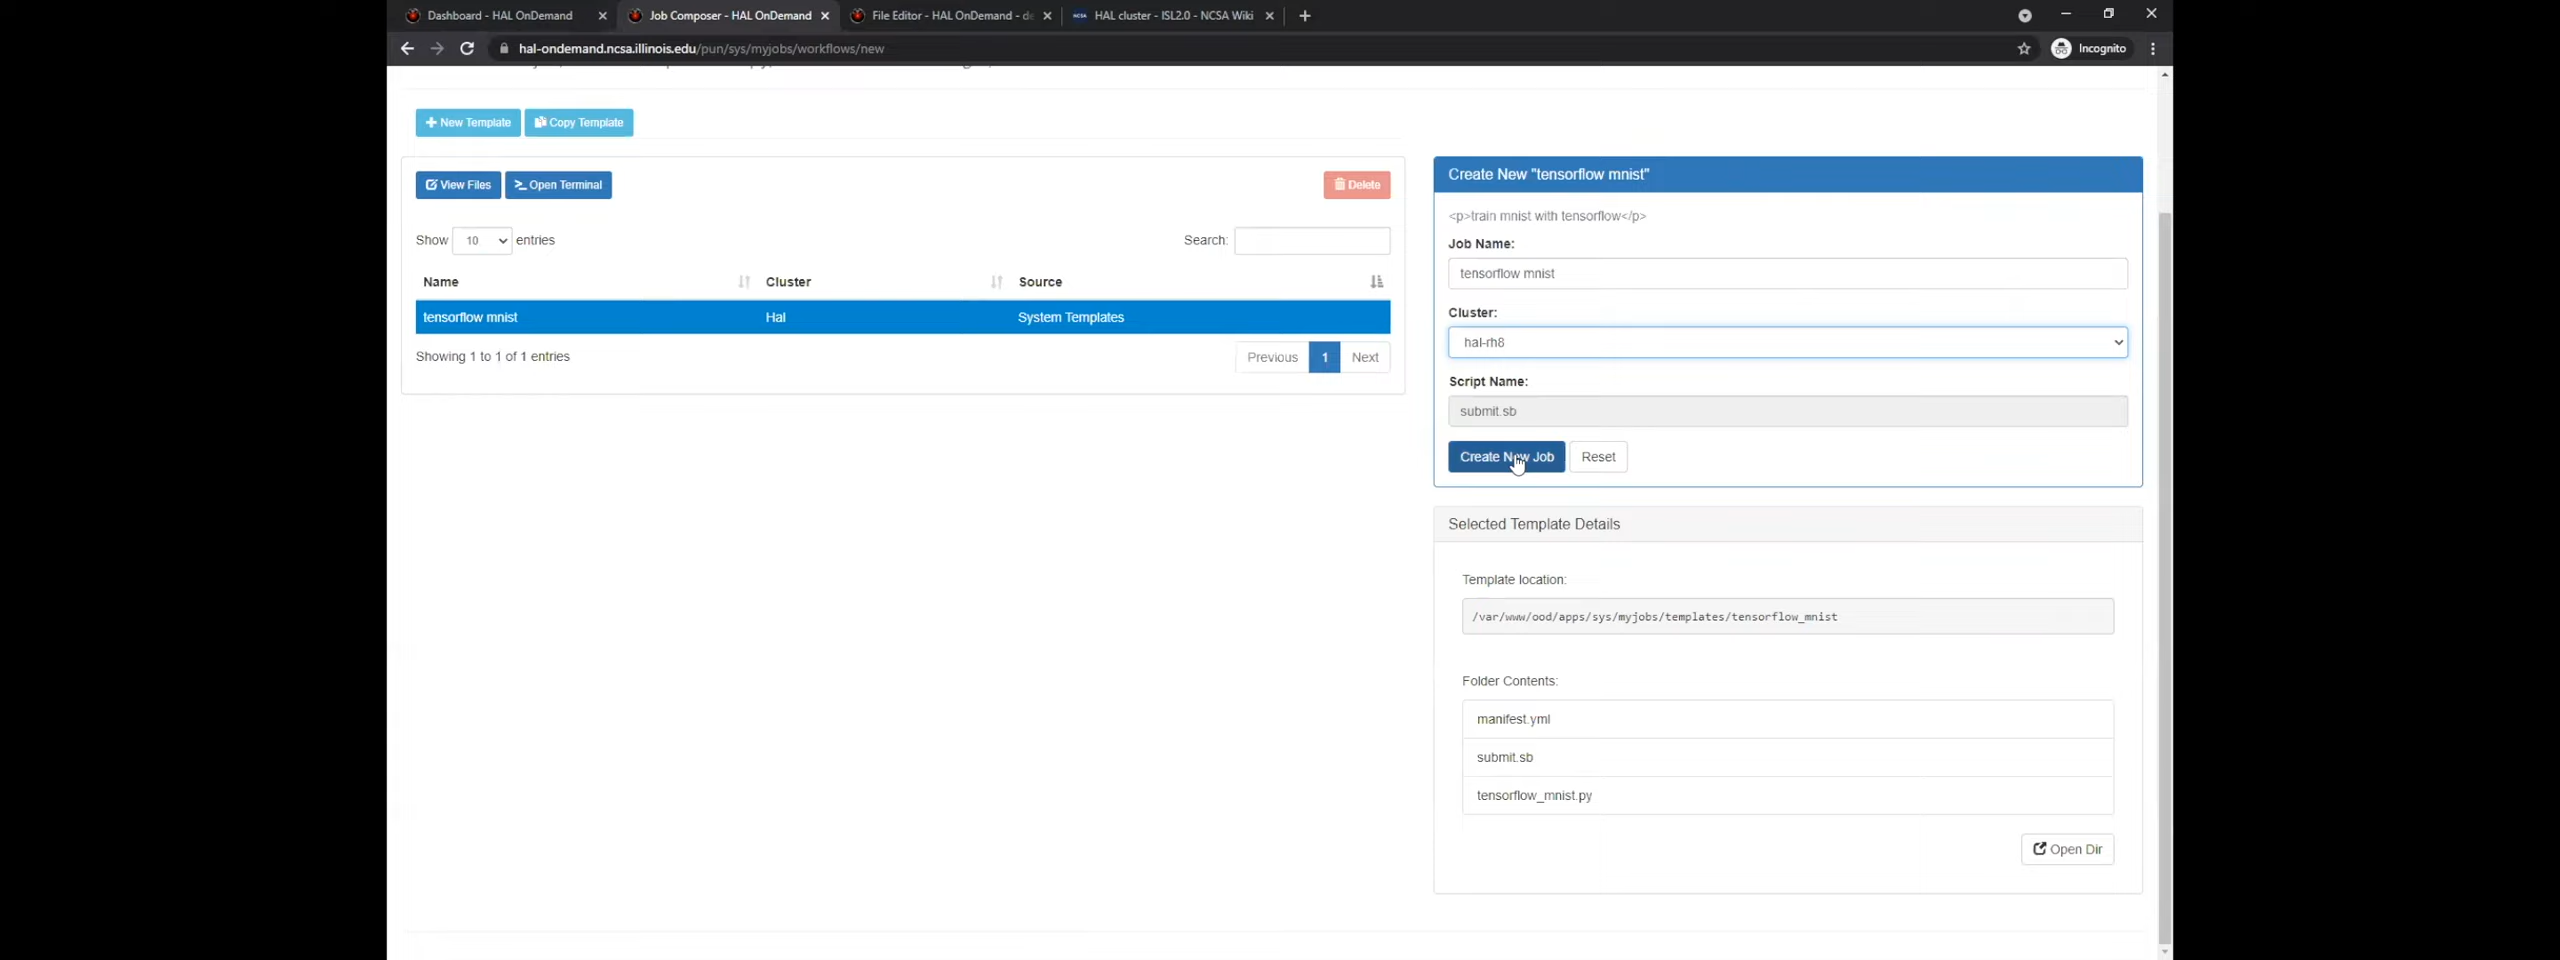 Dashboard - HAL OnDemand
Job Composer - HAL OnDemand
File Editor - HAL OnDemand - de
HAL cluster - ISL2.0 - NCSA Wiki
hal-ondemand.ncsa.illinois.edu/pun/sys/myjobs/workflows/new
Incognito
New Template
Copy Template
View Files
Open Terminal
Delete
Show 10 entries
Search:
Name Cluster Source
tensorflow mnist Hal System Templates
Showing 1 to 1 of 1 entries
Previous 1 Next
Create New "tensorflow mnist"
<p>train mnist with tensorflow</p>
Job Name:
tensorflow mnist
Cluster:
hal-rh8
Script Name:
submit.sb
Create New Job
Reset
Selected Template Details
Template location:
/var/www/ood/apps/sys/myjobs/templates/tensorflow_mnist
Folder Contents:
manifest.yml
submit.sb
tensorflow_mnist.py
Open Dir